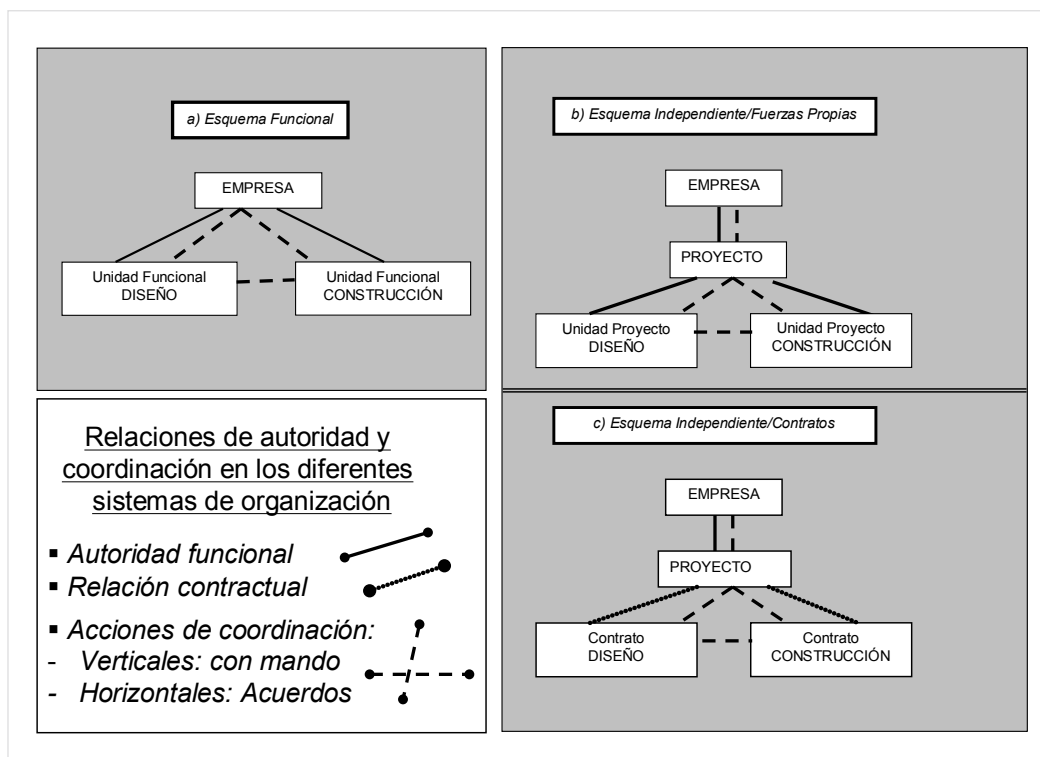 a) Esquema Funcional
EMPRESA
Unidad Funcional
DISEÑO
Unidad Funcional
CONSTRUCCIÓN
b) Esquema Independiente/Fuerzas Propias
EMPRESA
PROYECTO
Unidad Proyecto
DISEÑO
Unidad Proyecto
CONSTRUCCIÓN
Relaciones de autoridad y
coordinación en los diferentes
sistemas de organización
▪ Autoridad funcional
▪ Relación contractual
▪ Acciones de coordinación:
- Verticales: con mando
- Horizontales: Acuerdos
c) Esquema Independiente/Contratos
EMPRESA
PROYECTO
Contrato
DISEÑO
Contrato
CONSTRUCCIÓN